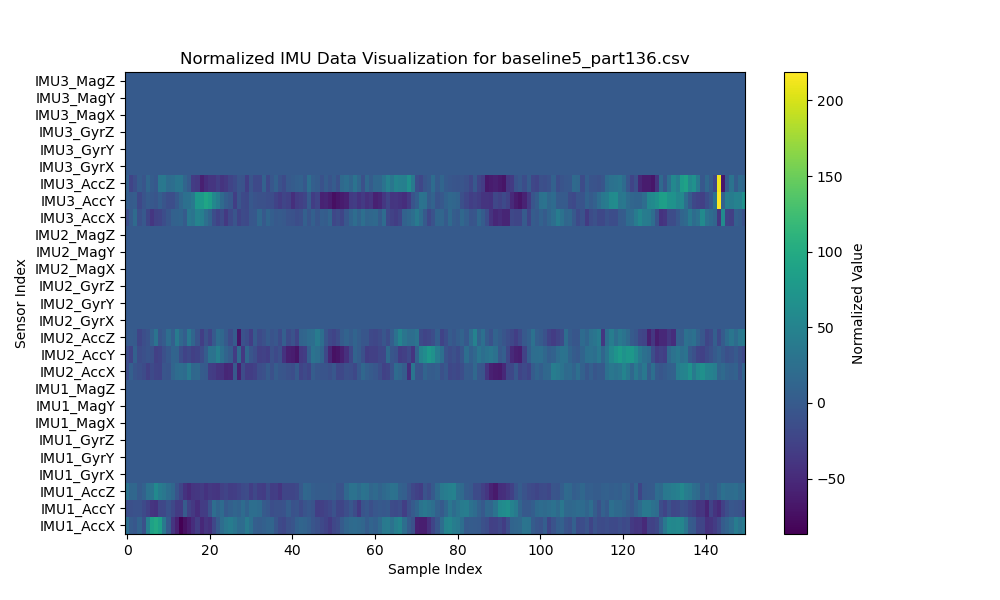 Normalized IMU Data Visualization for baseline5_part136.csv
IMU3_MagZ
IMU3_MagY
IMU3_MagX
IMU3_GyrZ
IMU3_GyrY
IMU3_GyrX
IMU3_AccZ
IMU3_AccY
IMU3_AccX
IMU2_MagZ
IMU2_MagY
IMU2_MagX
IMU2_GyrZ
IMU2_GyrY
IMU2_GyrX
IMU2_AccZ
IMU2_AccY
IMU2_AccX
IMU1_MagZ
IMU1_MagY
IMU1_MagX
IMU1_GyrZ
IMU1_GyrY
IMU1_GyrX
IMU1_AccZ
IMU1_AccY
IMU1_AccX
Sensor Index
0 20 40 60 80 100 120 140
Sample Index
200
150
100
50
0
−50
Normalized Value